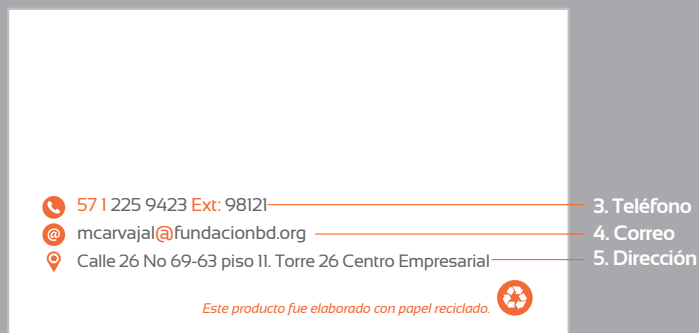 57 1 225 9423 Ext: 98121
3. Teléfono
mcarvajal@fundacionbd.org
4. Correo
Calle 26 No 69-63 piso 11. Torre 26 Centro Empresarial
5. Dirección
Este producto fue elaborado con papel reciclado.